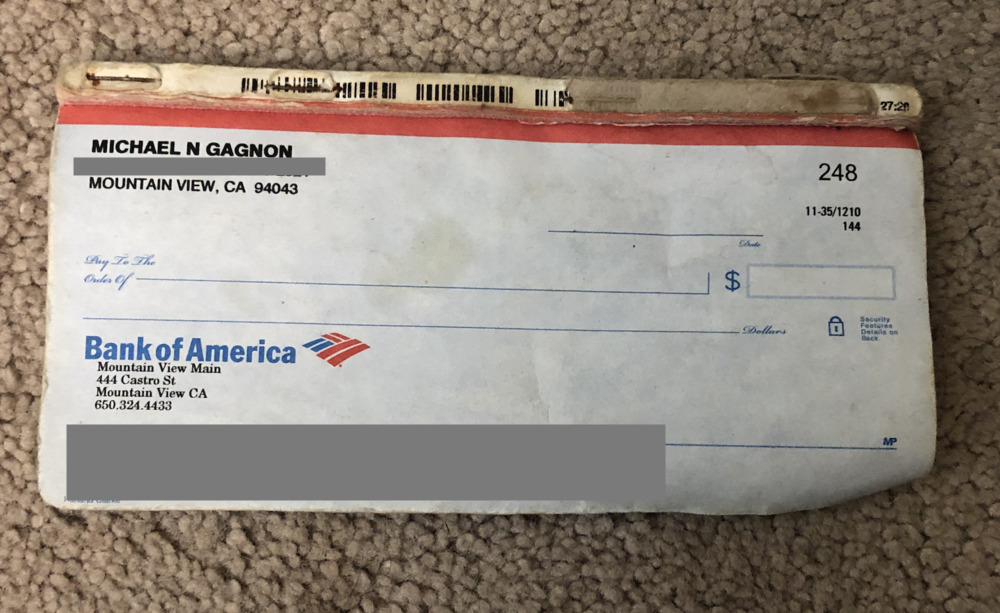 27:28
MICHAEL N GAGNON
MOUNTAIN VIEW, CA 94043
248
11-35/1210
144
Date
Pay To The
Order Of
$
Dollars
Security
Features
Details on
Back
Bank of America
Mountain View Main
444 Castro St
Mountain View CA
650.324.4433
MP